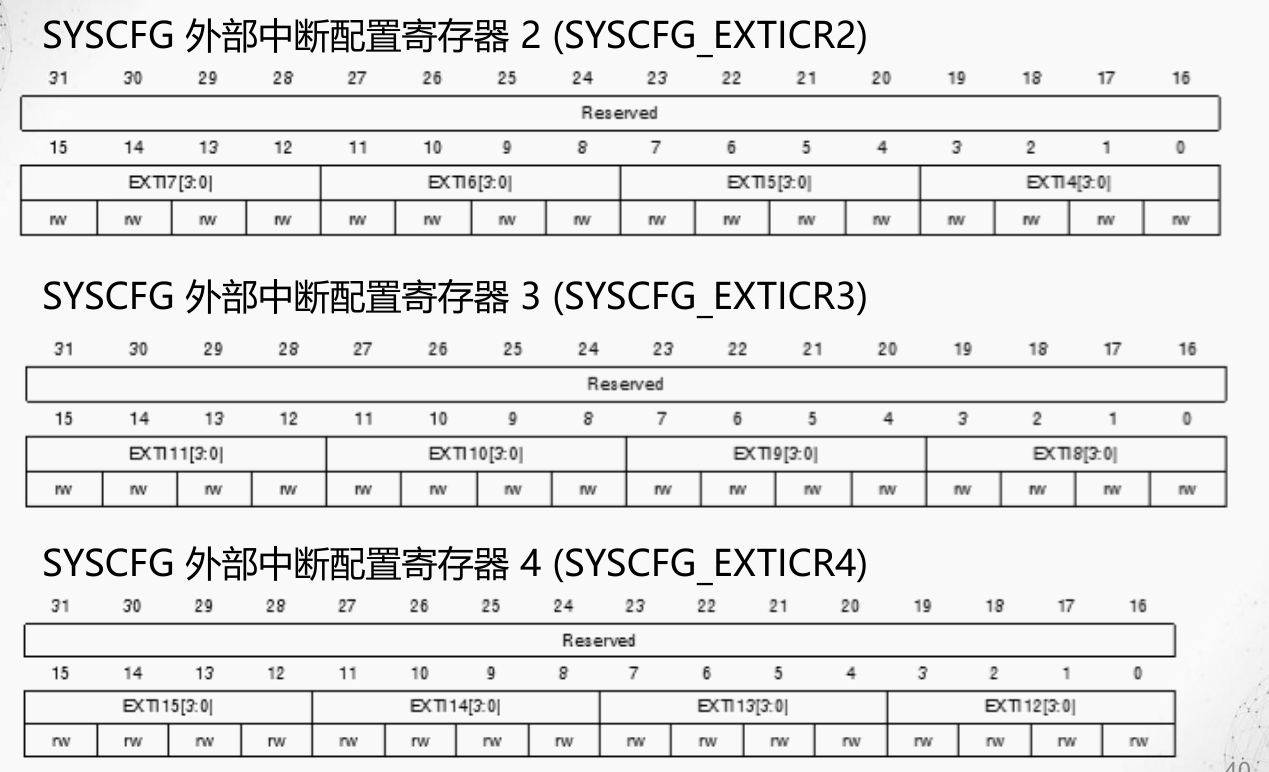 SYSCFG 外部中断配置寄存器 2 (SYSCFG_EXTICR2)
31 30 29 28 27 26 25 24 23 22 21 20 19 18 17 16
Reserved
15 14 13 12 11 10 9 8 7 6 5 4 3 2 1 0
EXTI7[3:0] EXTI6[3:0] EXTI5[3:0] EXTI4[3:0]
rw rw rw rw rw rw rw rw rw rw rw rw rw rw rw rw
SYSCFG 外部中断配置寄存器 3 (SYSCFG_EXTICR3)
31 30 29 28 27 26 25 24 23 22 21 20 19 18 17 16
Reserved
15 14 13 12 11 10 9 8 7 6 5 4 3 2 1 0
EXTI11[3:0] EXTI10[3:0] EXTI9[3:0] EXTI8[3:0]
rw rw rw rw rw rw rw rw rw rw rw rw rw rw rw rw
SYSCFG 外部中断配置寄存器 4 (SYSCFG_EXTICR4)
31 30 29 28 27 26 25 24 23 22 21 20 19 18 17 16
Reserved
15 14 13 12 11 10 9 8 7 6 5 4 3 2 1 0
EXTI15[3:0] EXTI14[3:0] EXTI13[3:0] EXTI12[3:0]
rw rw rw rw rw rw rw rw rw rw rw rw rw rw rw rw